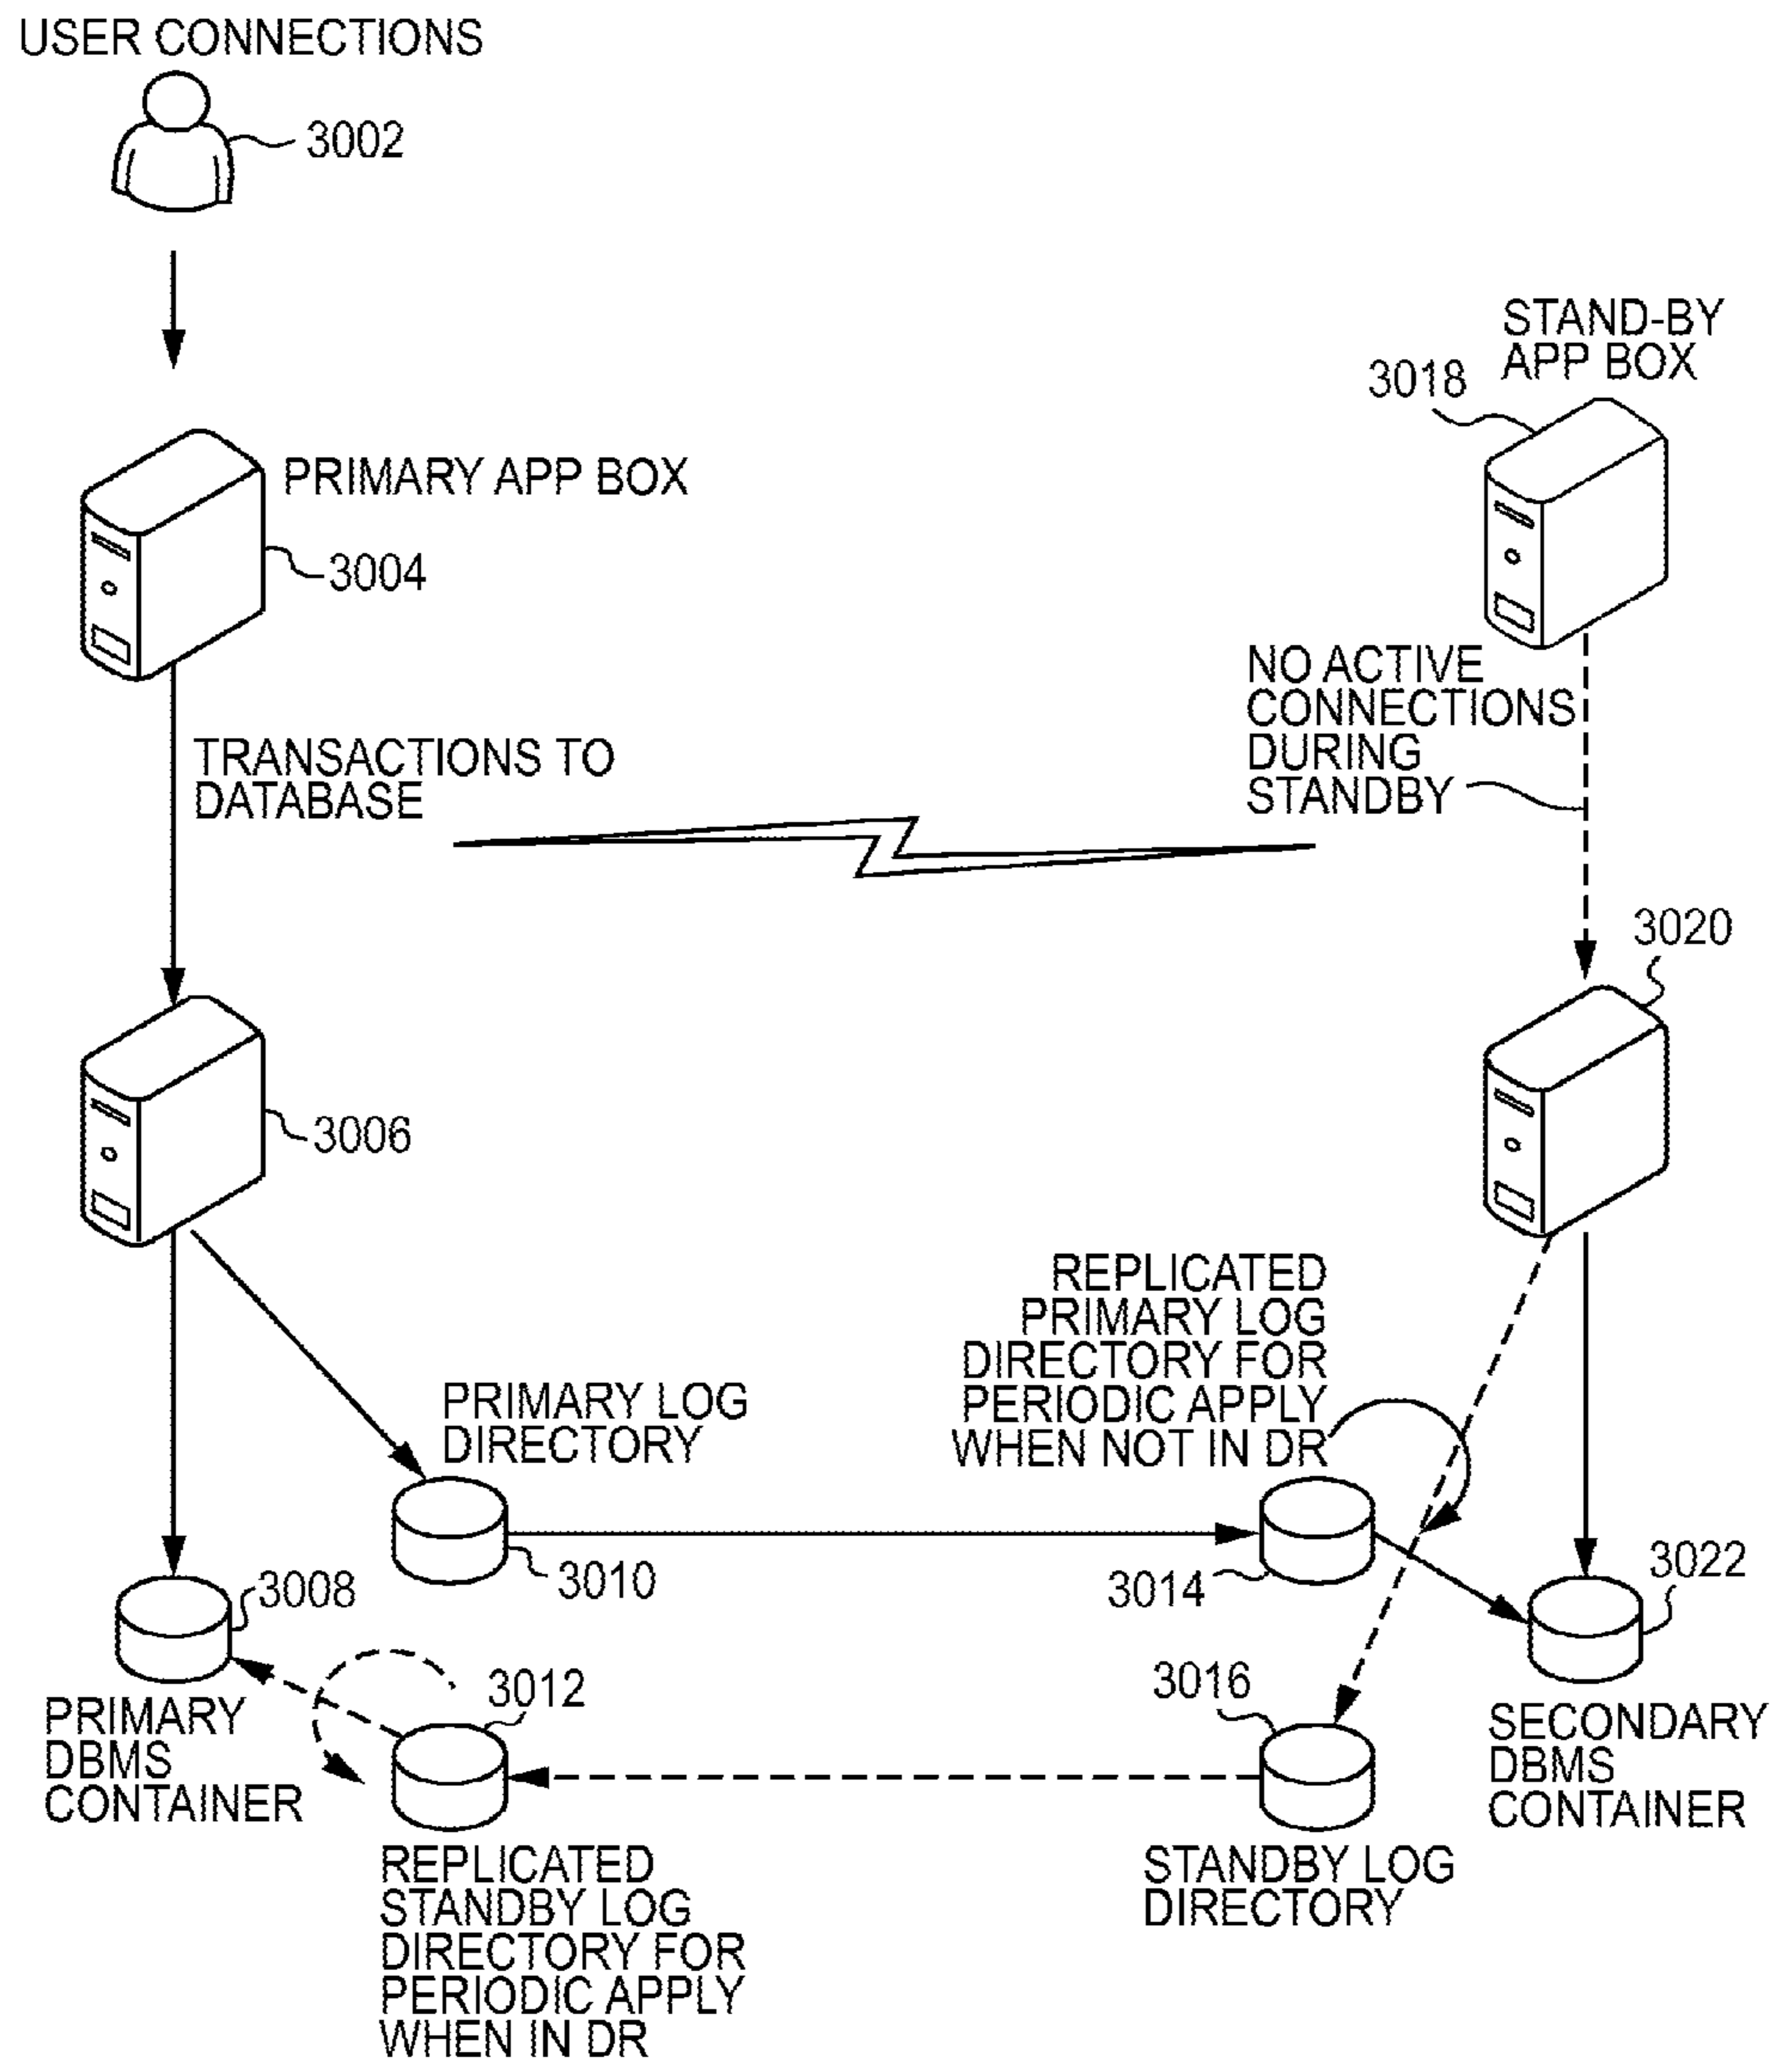 USER CONNECTIONS
3002
STAND-BY
APP BOX
3018
PRIMARY APP BOX
3004
NO ACTIVE
CONNECTIONS
DURING
STANDBY
TRANSACTIONS TO
DATABASE
3020
3006
REPLICATED
PRIMARY LOG
DIRECTORY FOR
PERIODIC APPLY
WHEN NOT IN DR
PRIMARY LOG
DIRECTORY
3010
3014
3022
3008
3012
3016
PRIMARY
DBMS
CONTAINER
SECONDARY
DBMS
CONTAINER
REPLICATED
STANDBY LOG
DIRECTORY FOR
PERIODIC APPLY
WHEN IN DR
STANDBY LOG
DIRECTORY